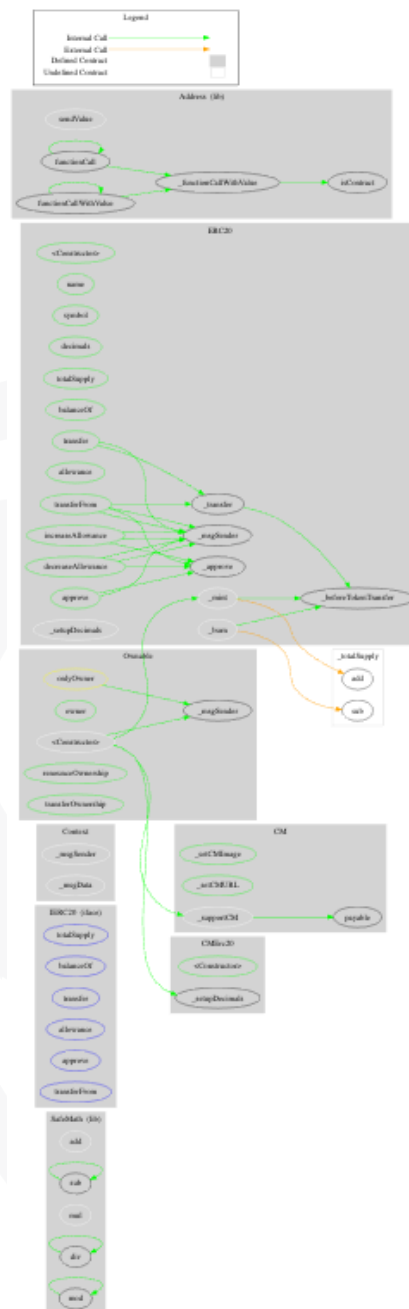 Legend
Internal Call
External Call
Defined Contract
Undefined Contract
Address (lib)
sendValue
functionCall
functionCallWithValue
_functionCallWithValue
isContract
ERC20
<Constructor>
name
symbol
decimals
totalSupply
balanceOf
transfer
allowance
transferFrom
increaseAllowance
decreaseAllowance
approve
_setupDecimals
_transfer
_msgSender
_approve
_mint
_burn
_beforeTokenTransfer
_totalSupply
add
sub
Ownable
onlyOwner
owner
<Constructor>
renounceOwnership
transferOwnership
_msgSender
Context
_msgSender
_msgData
CM
_setCMImage
_setCMURL
_supportCM
payable
IERC20 (iface)
totalSupply
balanceOf
transfer
allowance
approve
transferFrom
CMErc20
<Constructor>
_setupDecimals
SafeMath (lib)
add
sub
mul
div
mod